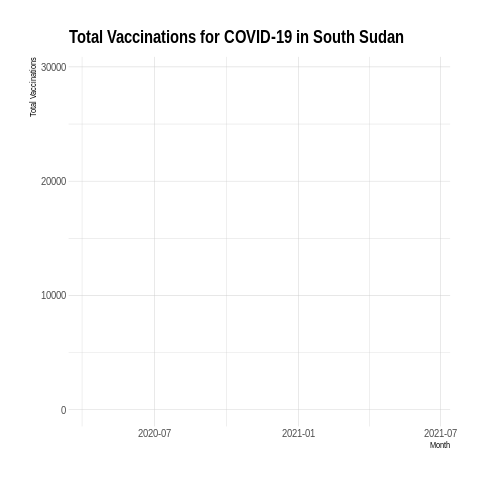 Total Vaccinations for COVID-19 in South Sudan
Total Vaccinations
30000
20000
10000
0
2020-07
2021-01
2021-07
Month